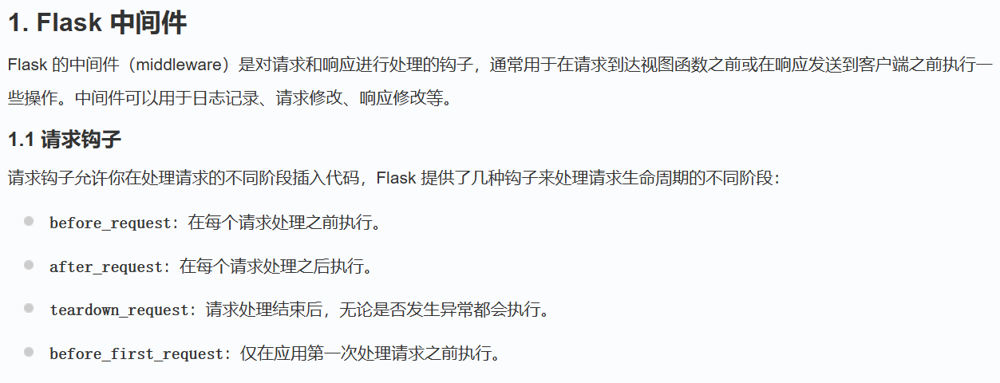 1. Flask 中间件
Flask 的中间件（middleware）是对请求和响应进行处理的钩子，通常用于在请求到达视图函数之前或在响应发送到客户端之前执行一
些操作。中间件可以用于日志记录、请求修改、响应修改等。
1.1 请求钩子
请求钩子允许你在处理请求的不同阶段插入代码，Flask 提供了几种钩子来处理请求生命周期的不同阶段：
before_request：在每个请求处理之前执行。
after_request：在每个请求处理之后执行。
teardown_request：请求处理结束后，无论是否发生异常都会执行。
before_first_request：仅在应用第一次处理请求之前执行。